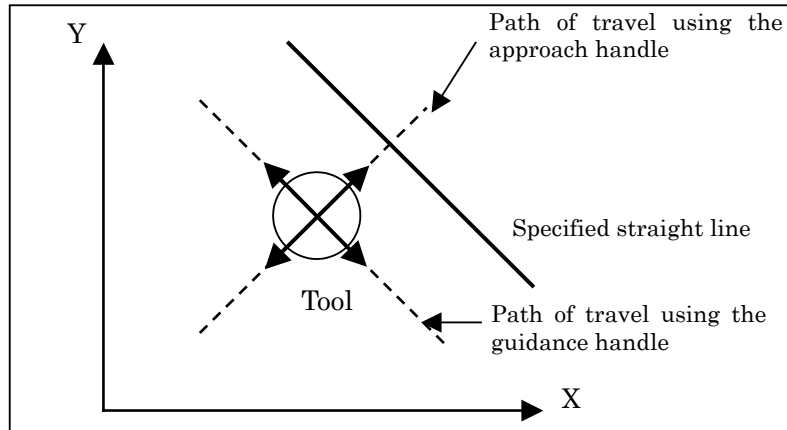 Y
Path of travel using the
approach handle
Specified straight line
Tool
Path of travel using the
guidance handle
X